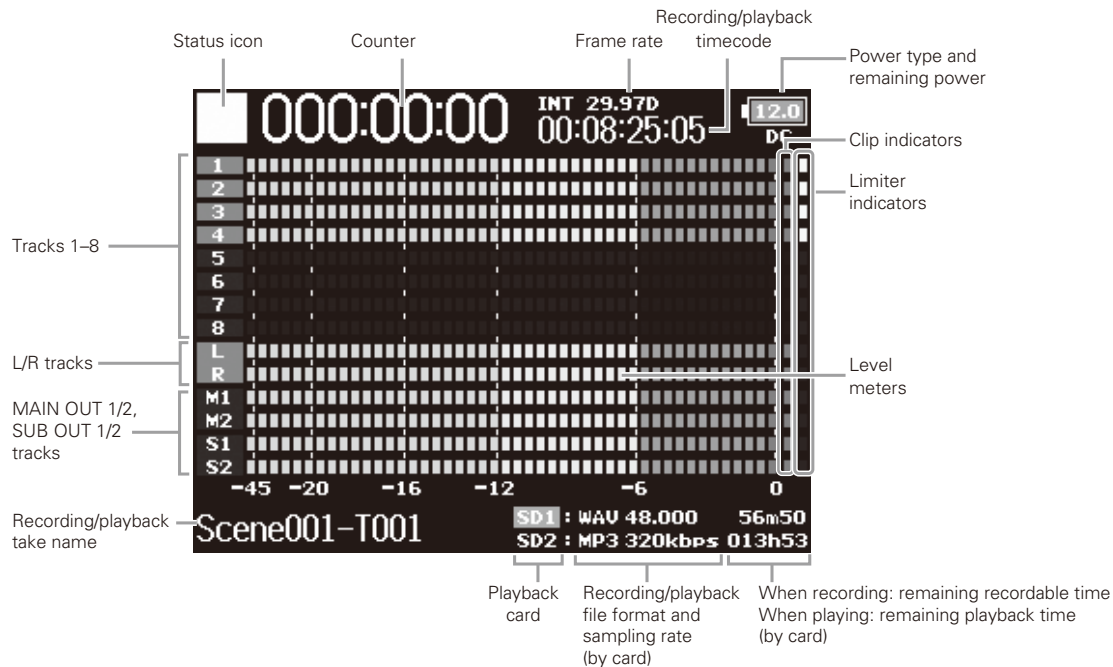 Recording/playback
timecode
Status icon
Counter
Frame rate
Power type and
remaining power
000:00:00
INT 29.97D
00:08:25:05
12.0
DC
Clip indicators
Limiter
indicators
1
2
3
4
Tracks 1–8
5
6
7
8
L/R tracks
L
R
Level
meters
MAIN OUT 1/2,
SUB OUT 1/2
tracks
M1
M2
S1
S2
-45 -20 -16 -12 -6 0
Recording/playback
take name
Scene001-T001
SD1 : WAV 48.000 56m50
SD2 : MP3 320kbps 013h53
Playback
card
Recording/playback
file format and
sampling rate
(by card)
When recording: remaining recordable time
When playing: remaining playback time
(by card)